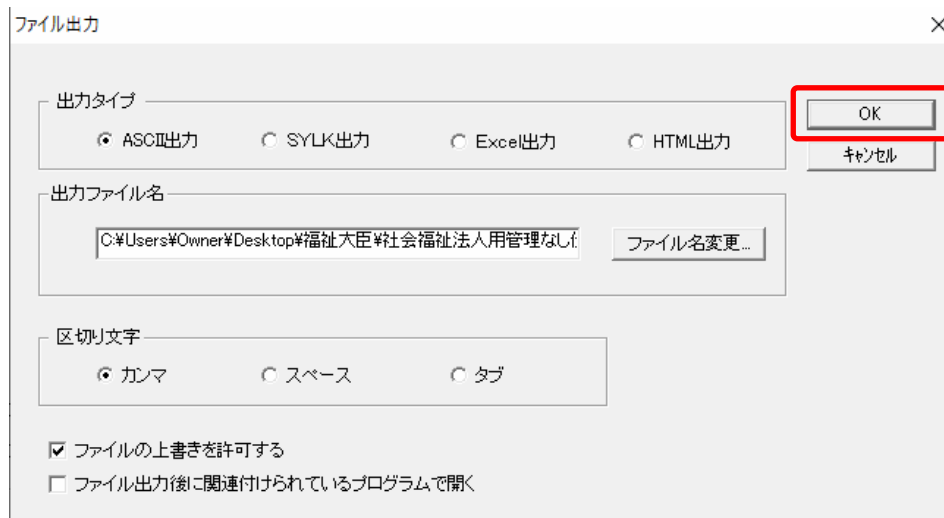 ファイル出力
出力タイプ
ASCII出力 SYLK出力 Excel出力 HTML出力
OK
キャンセル
出力ファイル名
C:¥Users¥Owner¥Desktop¥福祉大臣¥社会福祉法人用管理なし
ファイル名変更...
区切り文字
カンマ スペース タブ
ファイルの上書きを許可する
ファイル出力後に関連付けられているプログラムで開く